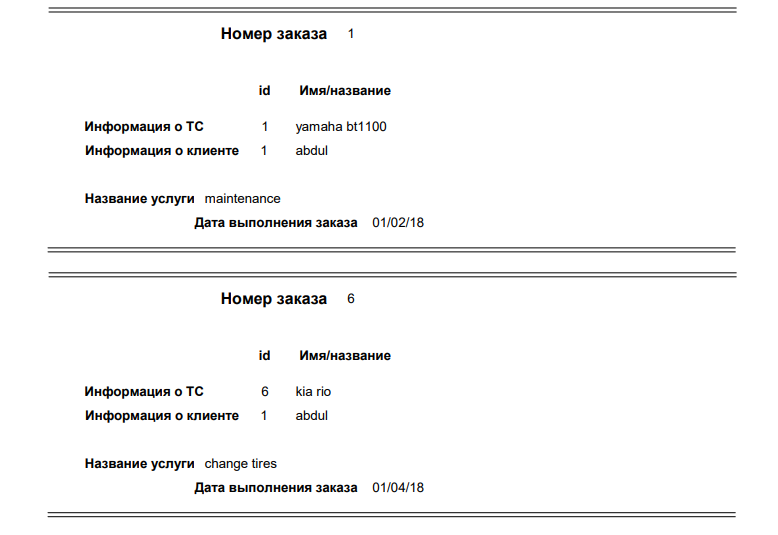 Номер заказа 1
id Имя/название
Информация о ТС 1 yamaha bt1100
Информация о клиенте 1 abdul
Название услуги maintenance
Дата выполнения заказа 01/02/18
Номер заказа 6
id Имя/название
Информация о ТС 6 kia rio
Информация о клиенте 1 abdul
Название услуги change tires
Дата выполнения заказа 01/04/18